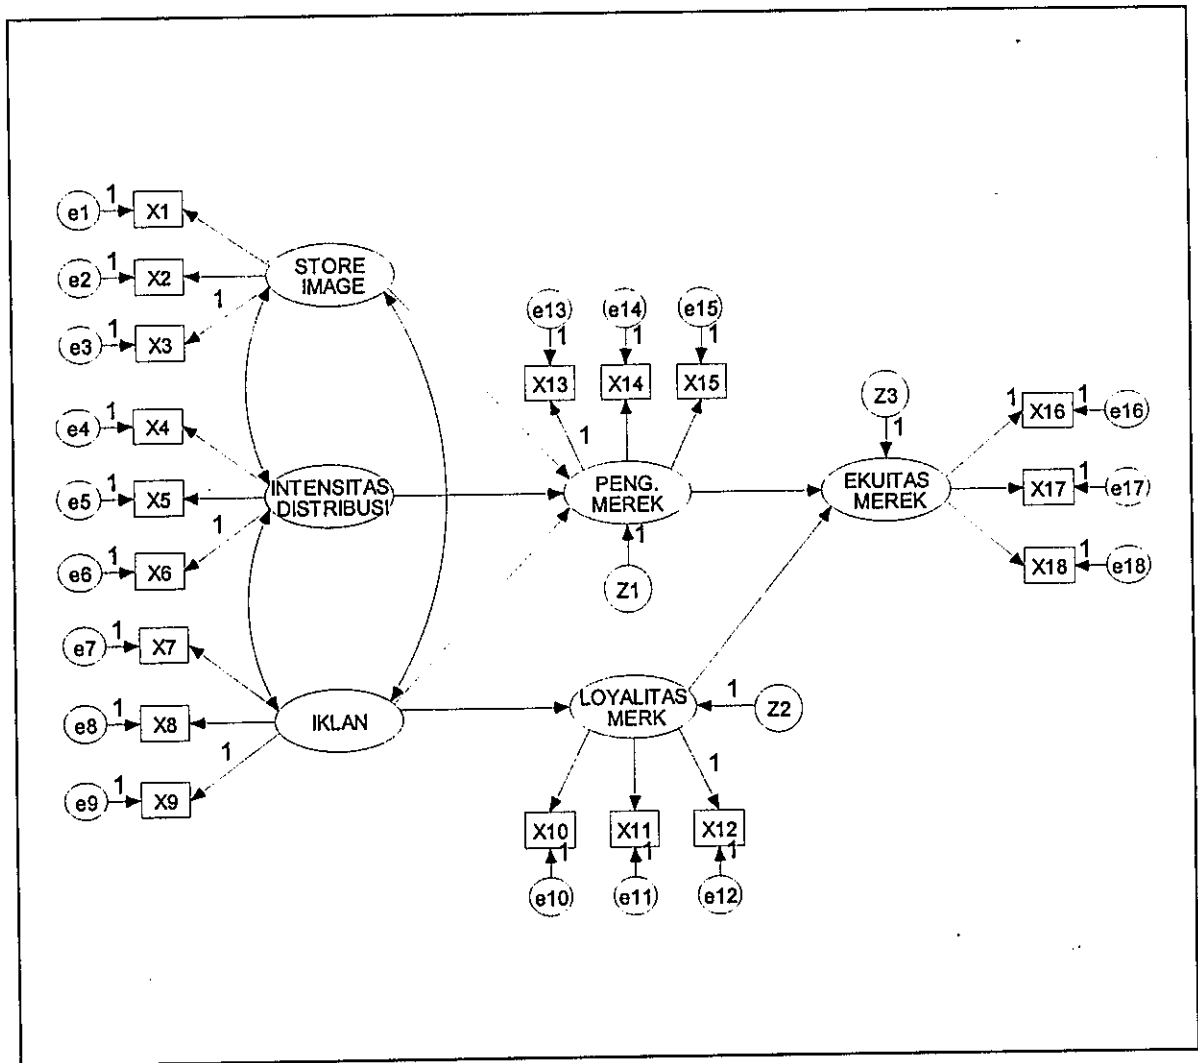 e1 1 X1
e2 1 X2
e3 1 X3
1
STORE
IMAGE
e4 1 X4
e5 1 X5
e6 1 X6
1
INTENSITAS
DISTRIBUSI
e7 1 X7
e8 1 X8
e9 1 X9
1
IKLAN
e13 e14 e15
1 1 1
X13 X14 X15
1
PENG.
MEREK
1
Z1
Z3
1
EKUITAS
MEREK
1 X16 1 e16
X17 1 e17
X18 1 e18
LOYALITAS
MERK
1 Z2
1
X10 X11 X12
1 1 1
e10 e11 e12